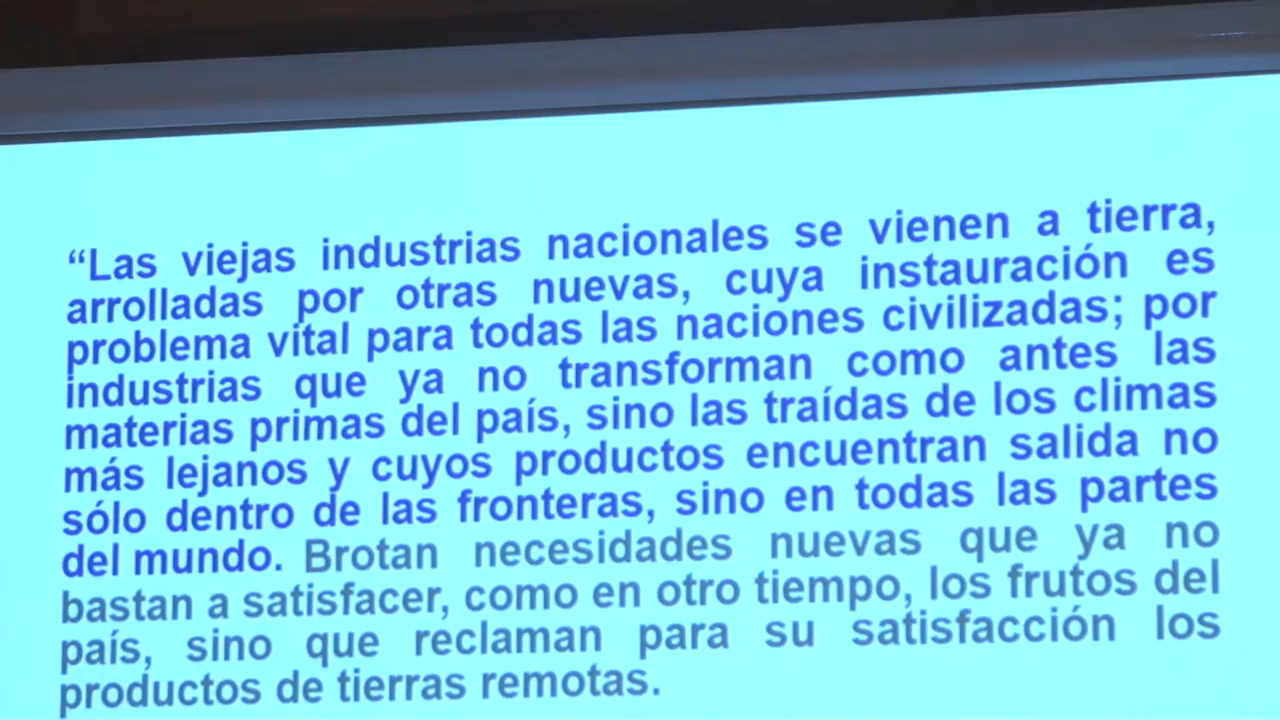 “Las viejas industrias nacionales se vienen a tierra,
arrolladas por otras nuevas, cuya instauración es
problema vital para todas las naciones civilizadas; por
industrias que ya no transforman como antes las
materias primas del país, sino las traídas de los climas
más lejanos y cuyos productos encuentran salida no
sólo dentro de las fronteras, sino en todas las partes
del mundo. Brotan necesidades nuevas que ya no
bastan a satisfacer, como en otro tiempo, los frutos del
país, sino que reclaman para su satisfacción los
productos de tierras remotas.